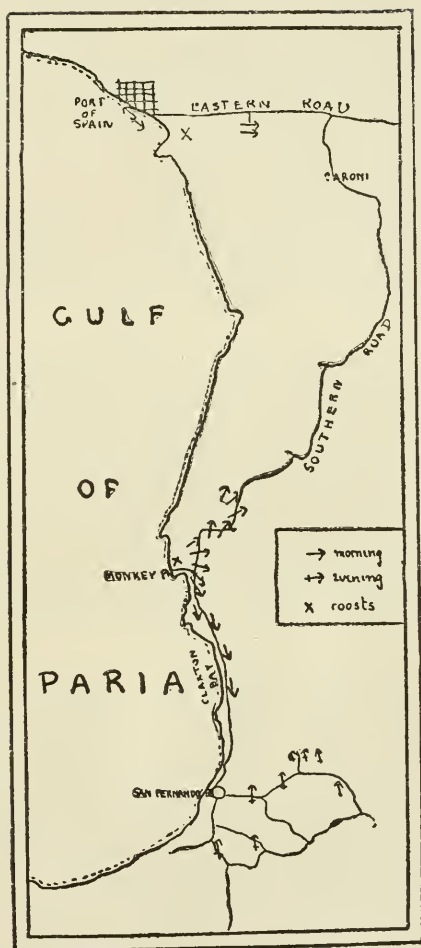 PORT
OF
SPAIN
EASTERN ROAD
X
CARONI
GULF
SOUTHERN ROAD
OF
→ morning
evening
X roosts
X
MONKEY P.
CLAXTON
BAY
PARIA
SAN FERNANDO